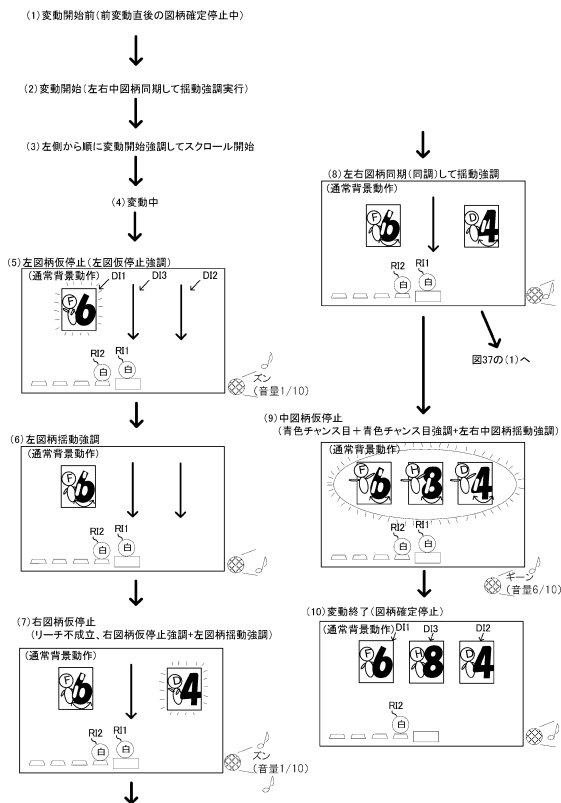 (1)変動開始前(前変動直後の図柄確定停止中)
(2)変動開始(左右中図柄同期して揺動強調実行)
(3)左側から順に変動開始強調してスクロール開始
(4)変動中
(5)左図柄仮停止(左図仮停止強調)
(通常背景動作)
DI1
DI3
DI2
F
6
RI2
RI1
白
白
ズン
(音量1/10)
(6)左図柄揺動強調
(通常背景動作)
F
6
RI2
RI1
白
白
(7)右図柄仮停止
(リーチ不成立、右図柄仮停止強調+左図柄揺動強調)
(通常背景動作)
F
6
D
4
RI2
RI1
白
白
ズン
(音量1/10)
(8)左右図柄同期(同調)して揺動強調
(通常背景動作)
F
6
D
4
RI2
RI1
白
白
図37の(1)へ
(9)中図柄仮停止
(青色チャンス目+青色チャンス目強調+左右中図柄揺動強調)
(通常背景動作)
F
6
H
8
D
4
RI2
RI1
白
白
キーン
(音量6/10)
(10)変動終了(図柄確定停止)
(通常背景動作)
DI1
DI3
DI2
F
6
H
8
D
4
RI2
白